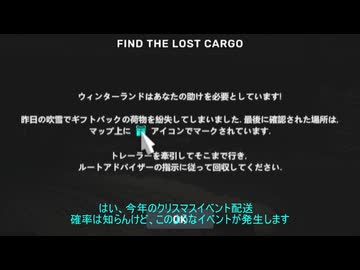 FIND THE LOST CARGO
ウィンターランドはあなたの助けを必要としています!
昨日の吹雪でギフトパックの荷物を紛失してしまいました. 最後に確認された場所は.
マップ上に アイコンでマークされています.
トレーラーを牽引してそこまで行き.
ルートアドバイザーの指示に従って回収してください.
はい、今年のクリスマスイベント配送
確率は知らんけど、このようなイベントが発生します
OK